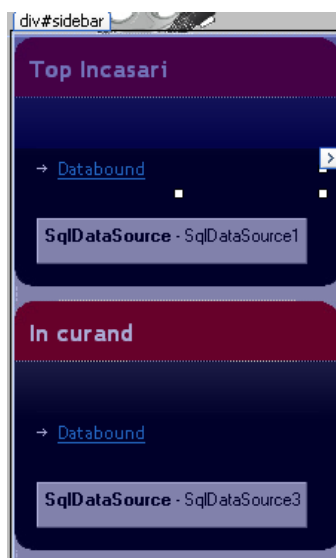 div#sidebar
Top Incasari
→ Databound
SqlDataSource - SqlDataSource1
In curand
→ Databound
SqlDataSource - SqlDataSource3